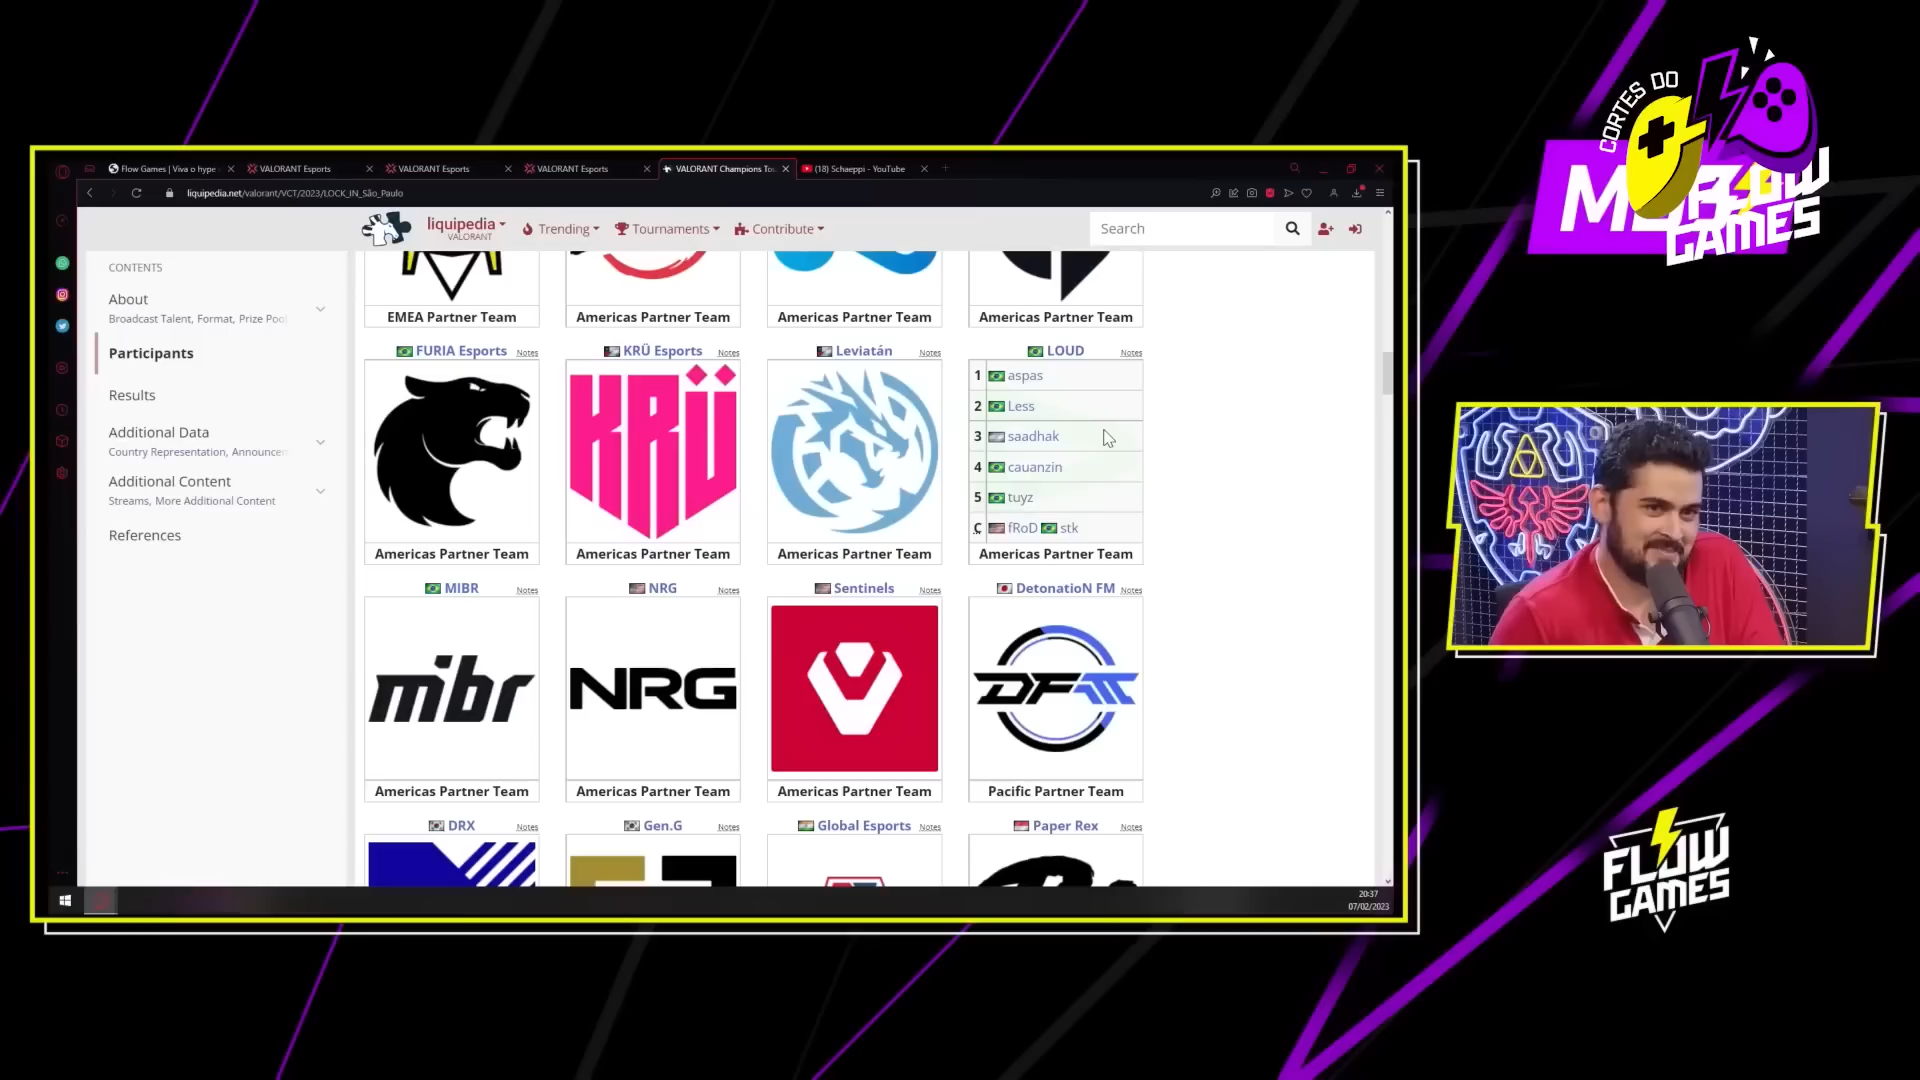 CORTES DO
FLOW
GAMES
Flow Games | Viva o hype
VALORANT Esports
VALORANT Esports
VALORANT Esports
VALORANT Champions Tou
(18) Schaeppi - YouTube
liquipedia.net/valorant/VCT/2023/LOCK_IN_São_Paulo
liquipedia
VALORANT
Trending
Tournaments
Contribute
Search
CONTENTS
About
Broadcast Talent, Format, Prize Poo
Participants
Results
Additional Data
Country Representation, Announcem
Additional Content
Streams, More Additional Content
References
EMEA Partner Team
Americas Partner Team
Americas Partner Team
Americas Partner Team
FURIA Esports Notes
KRÜ Esports Notes
Leviatán Notes
LOUD Notes
KRÜ
1 aspas
2 Less
3 saadhak
4 cauanzin
5 tuyz
C fRoD stk
Americas Partner Team
Americas Partner Team
Americas Partner Team
Americas Partner Team
MIBR Notes
NRG Notes
Sentinels Notes
DetonatioN FM Notes
mibr
NRG
DFM
Americas Partner Team
Americas Partner Team
Americas Partner Team
Pacific Partner Team
DRX Notes
Gen.G Notes
Global Esports Notes
Paper Rex Notes
20:37
07/02/2023
FLOW
GAMES